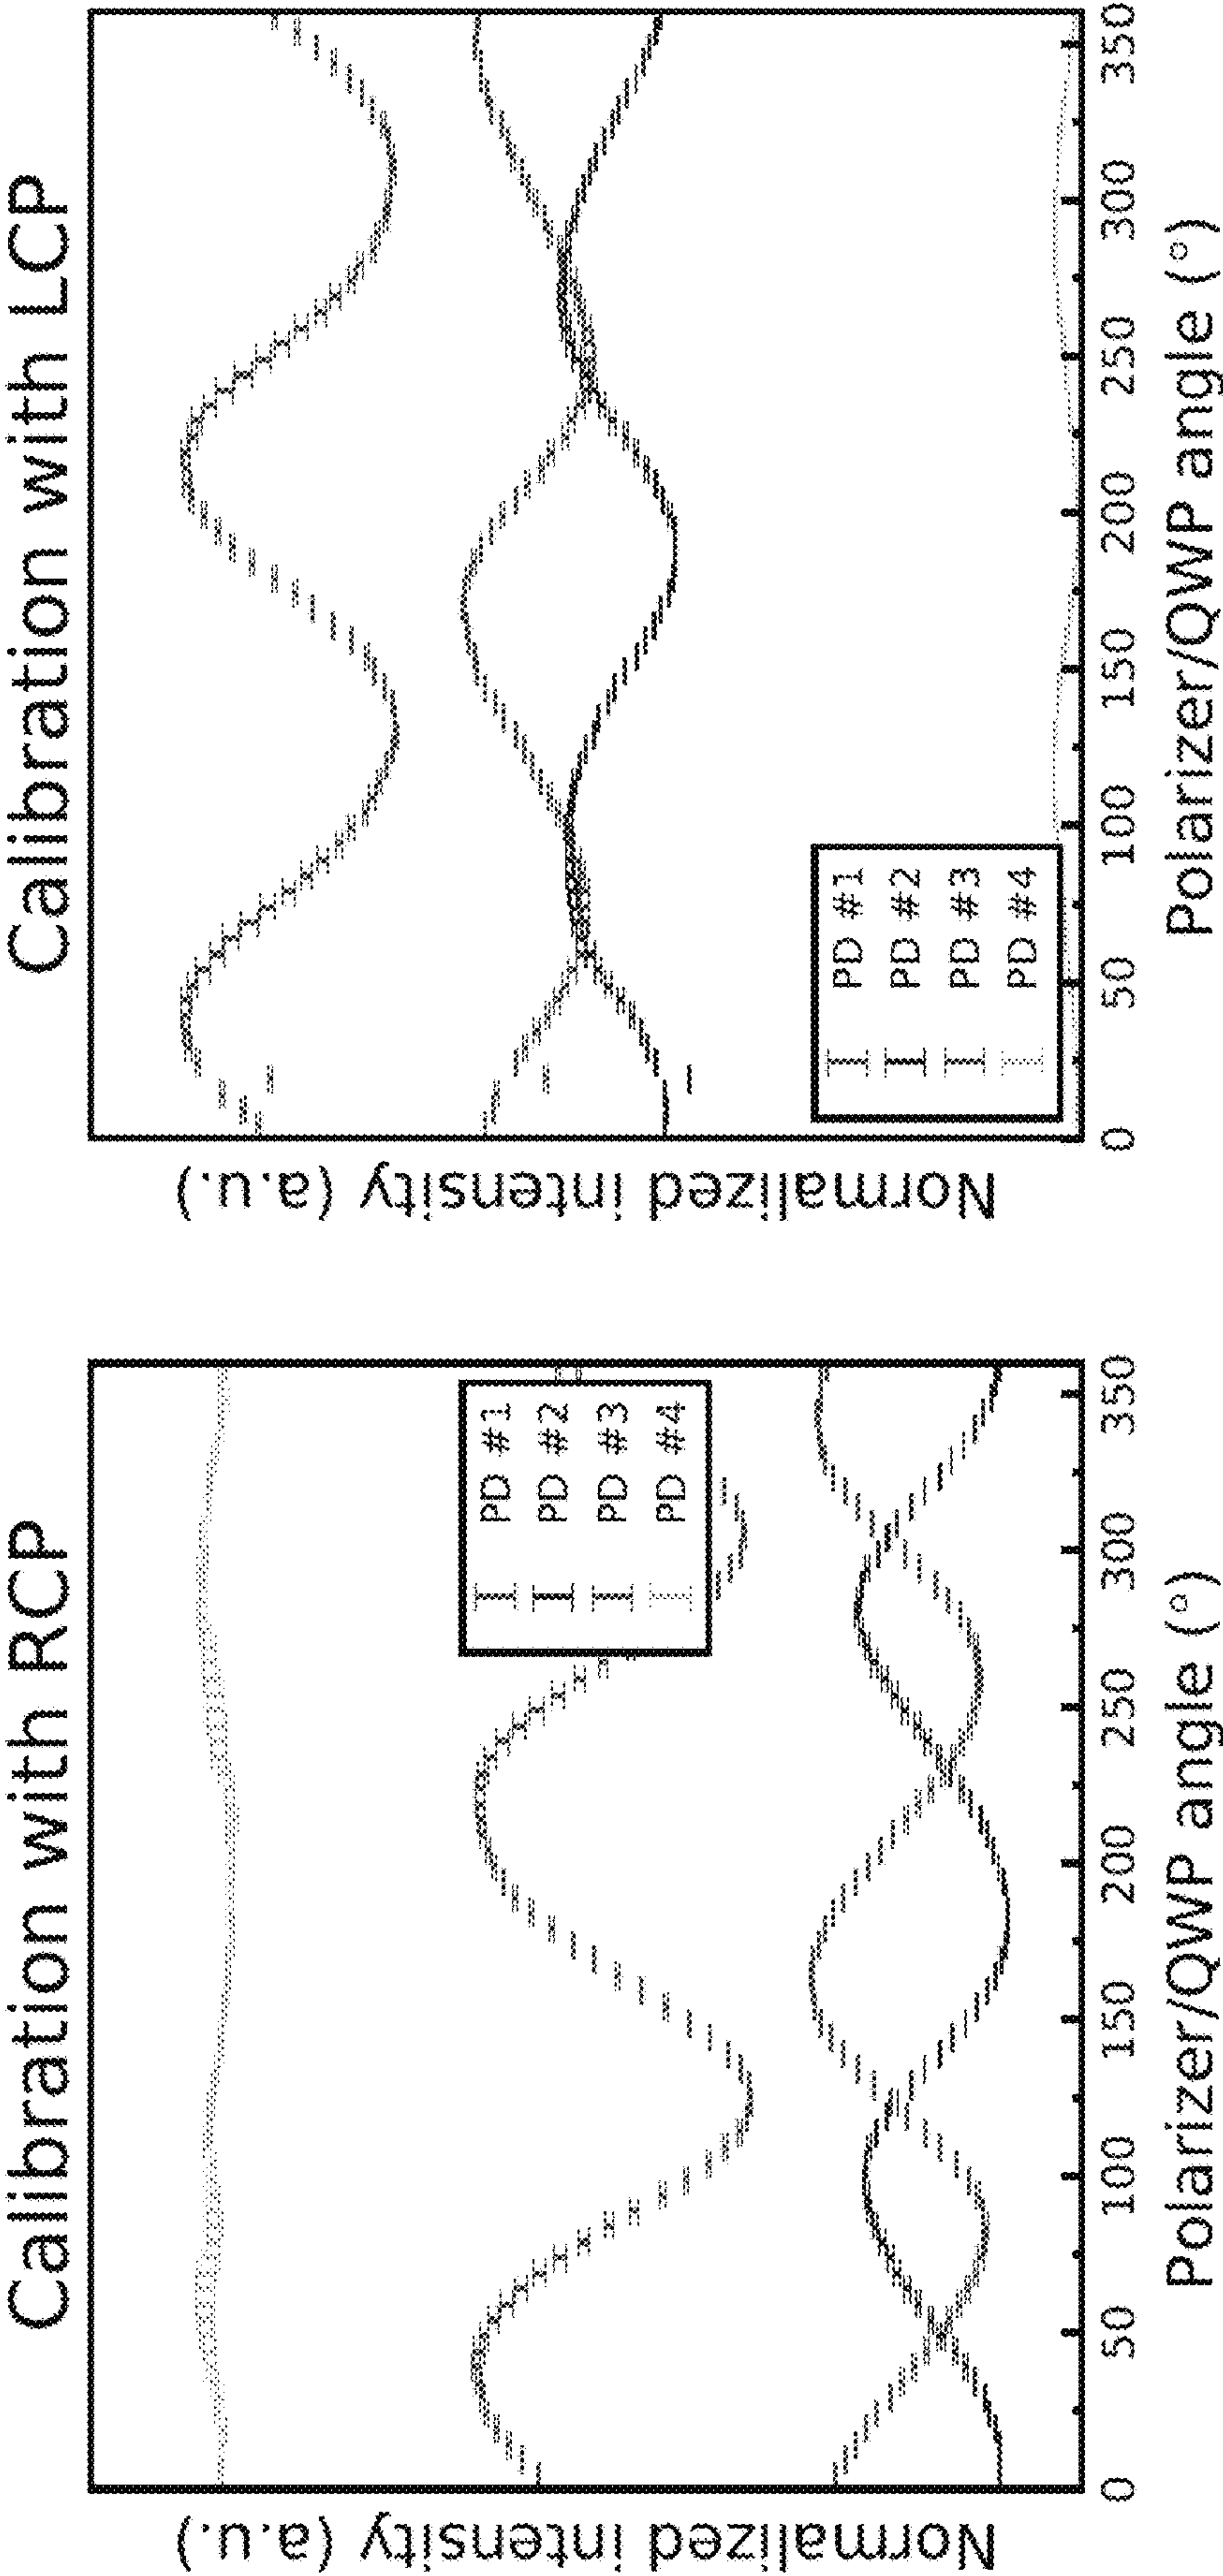 Calibration with RCP
Normalized intensity (a.u.)
PD #1
PD #2
PD #3
PD #4
0 50 100 150 200 250 300 350
Polarizer/QWP angle (°)
Calibration with LCP
Normalized intensity (a.u.)
PD #1
PD #2
PD #3
PD #4
0 50 100 150 200 250 300 350
Polarizer/QWP angle (°)